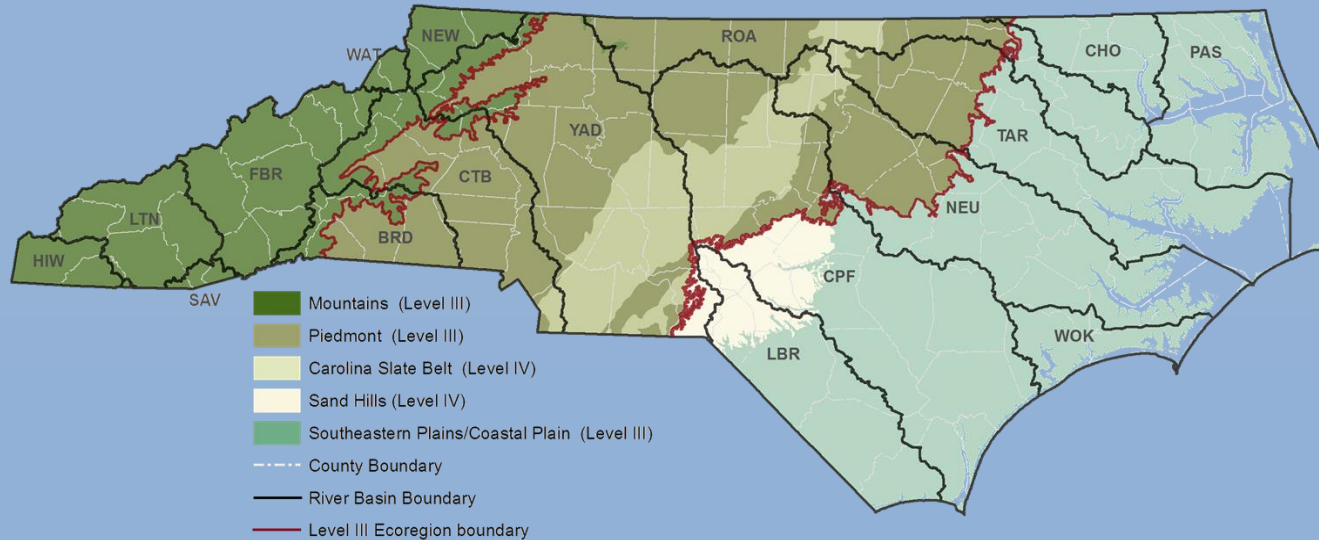 NEW
ROA
CHO
PAS
WAT
TAR
YAD
FBR
CTB
LTN
NEU
BRD
HIW
CPF
SAV
WOK
LBR
Mountains (Level III)
Piedmont (Level III)
Carolina Slate Belt (Level IV)
Sand Hills (Level IV)
Southeastern Plains/Coastal Plain (Level III)
County Boundary
River Basin Boundary
Level III Ecoregion boundary